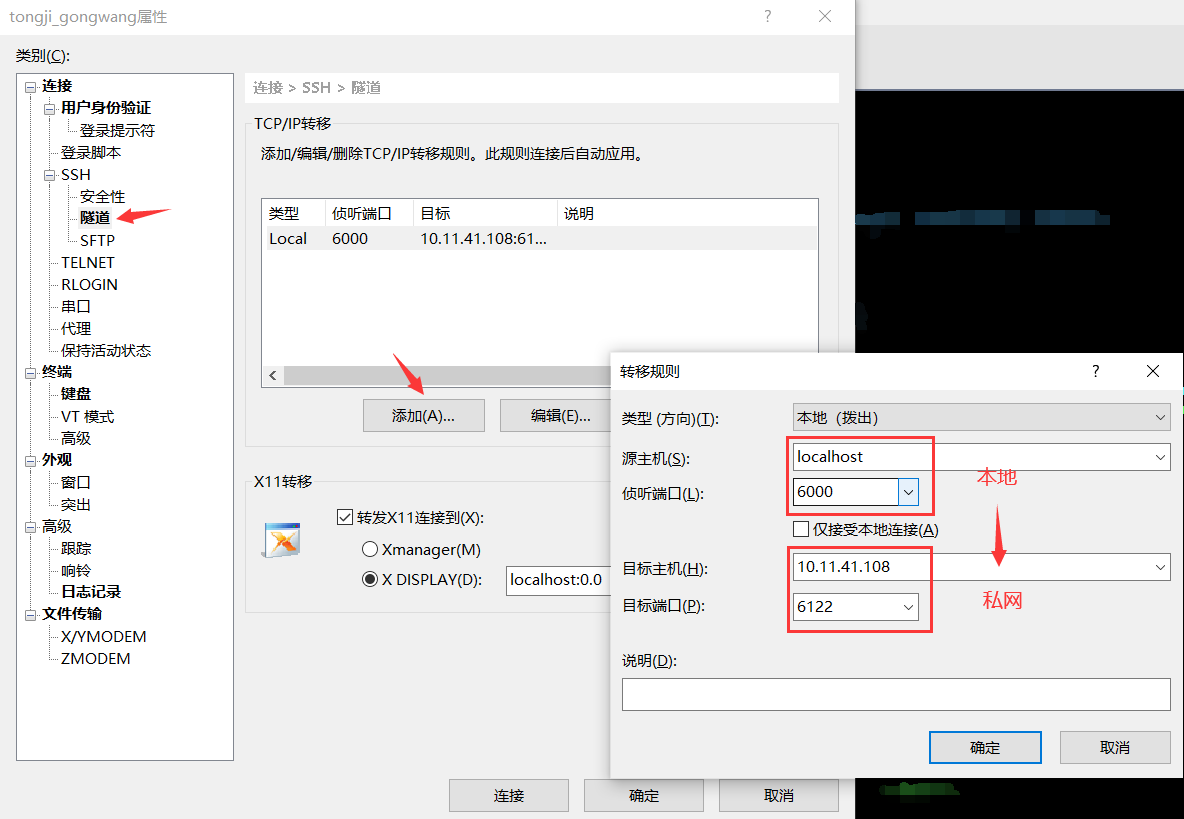 tongji_gongwang属性
类别(C):
连接
用户身份验证
登录提示符
登录脚本
SSH
安全性
隧道
SFTP
TELNET
RLOGIN
串口
代理
保持活动状态
终端
键盘
VT 模式
高级
外观
窗口
突出
高级
跟踪
响铃
日志记录
文件传输
X/YMODEM
ZMODEM
连接 > SSH > 隧道
TCP/IP转移
添加/编辑/删除TCP/IP转移规则。此规则连接后自动应用。
类型 侦听端口 目标 说明
Local 6000 10.11.41.108:61...
添加(A)... 编辑(E)...
X11转移
转发X11连接到(X):
Xmanager(M)
X DISPLAY(D): localhost:0.0
连接 确定 取消
转移规则
类型 (方向)(T): 本地（拨出）
源主机(S): localhost
侦听端口(L): 6000
本地
仅接受本地连接(A)
目标主机(H): 10.11.41.108
目标端口(P): 6122
私网
说明(D):
确定 取消